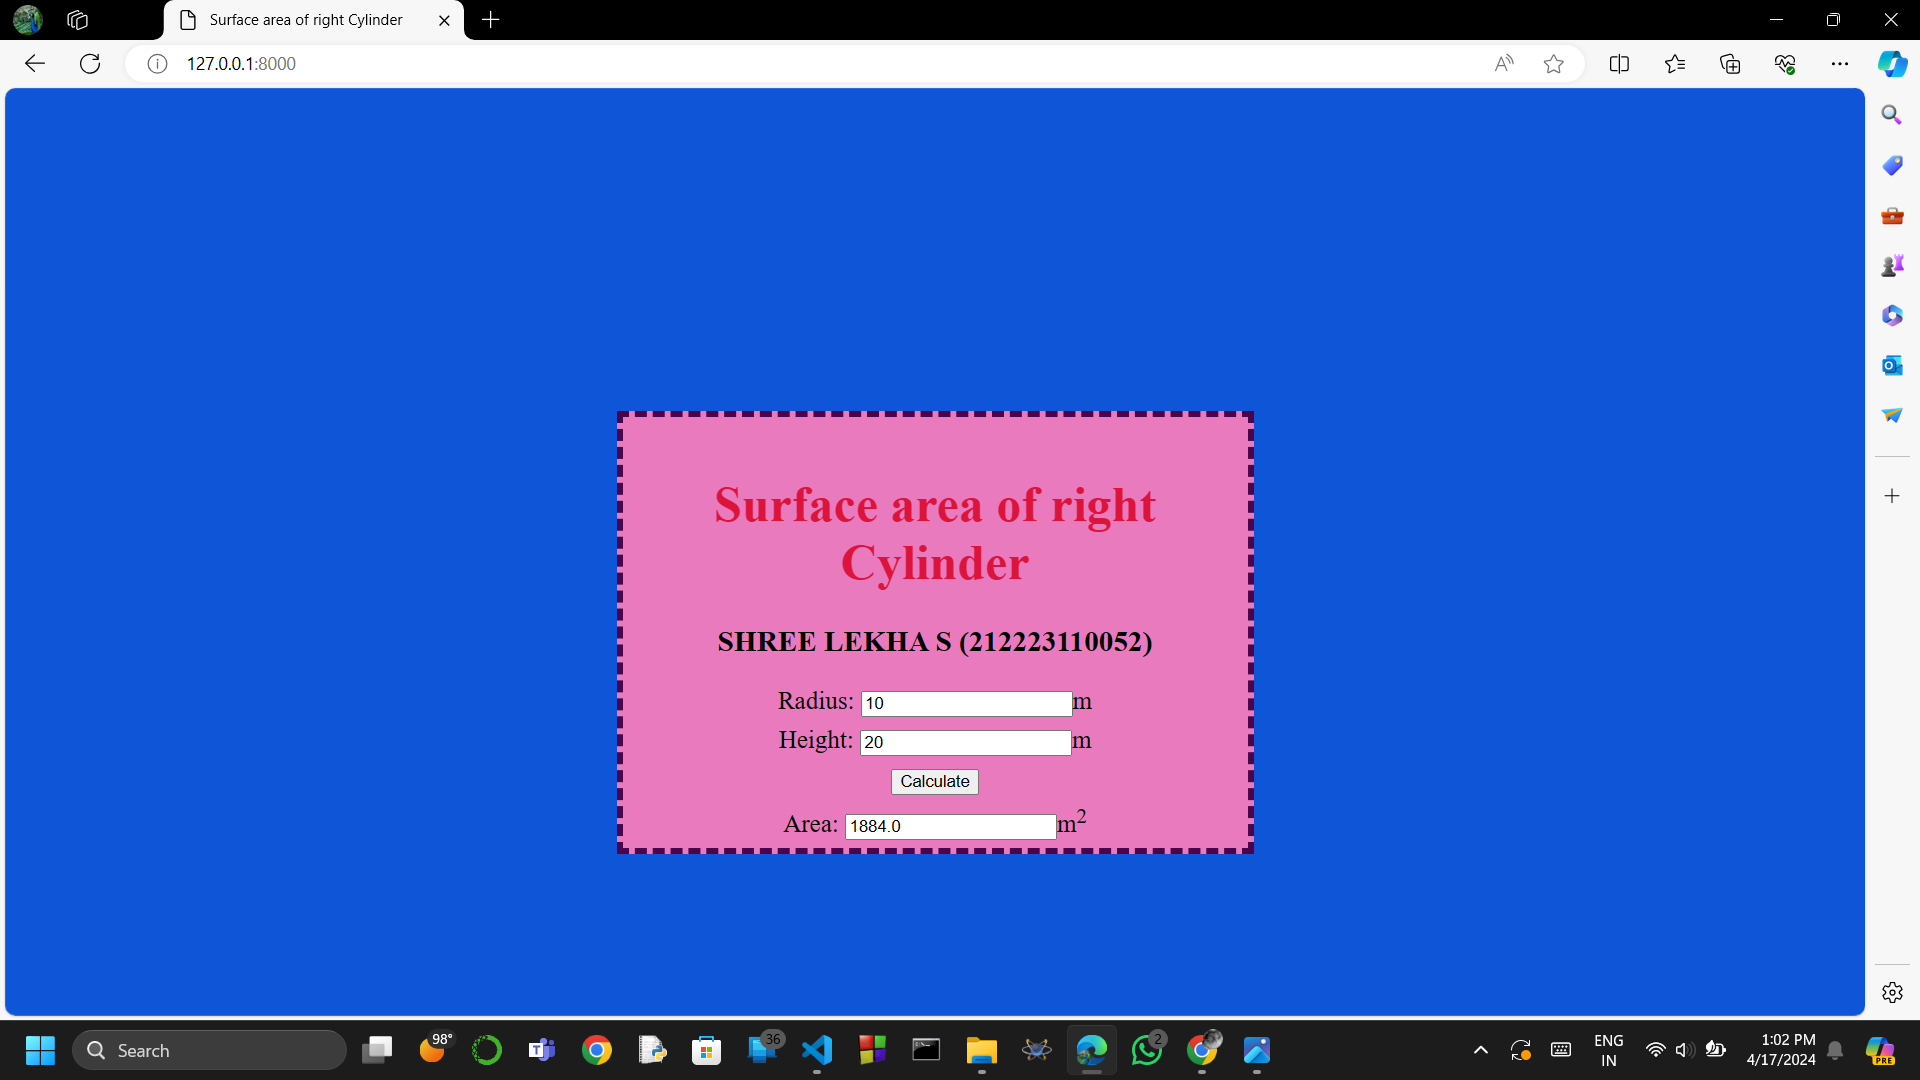 Surface area of right Cylinder
127.0.0.1:8000
Surface area of right
Cylinder
SHREE LEKHA S (212223110052)
Radius: 10 m
Height: 20 m
Calculate
Area: 1884.0 m²
Search
98°
36
2
ENG
IN
1:02 PM
4/17/2024
PRE